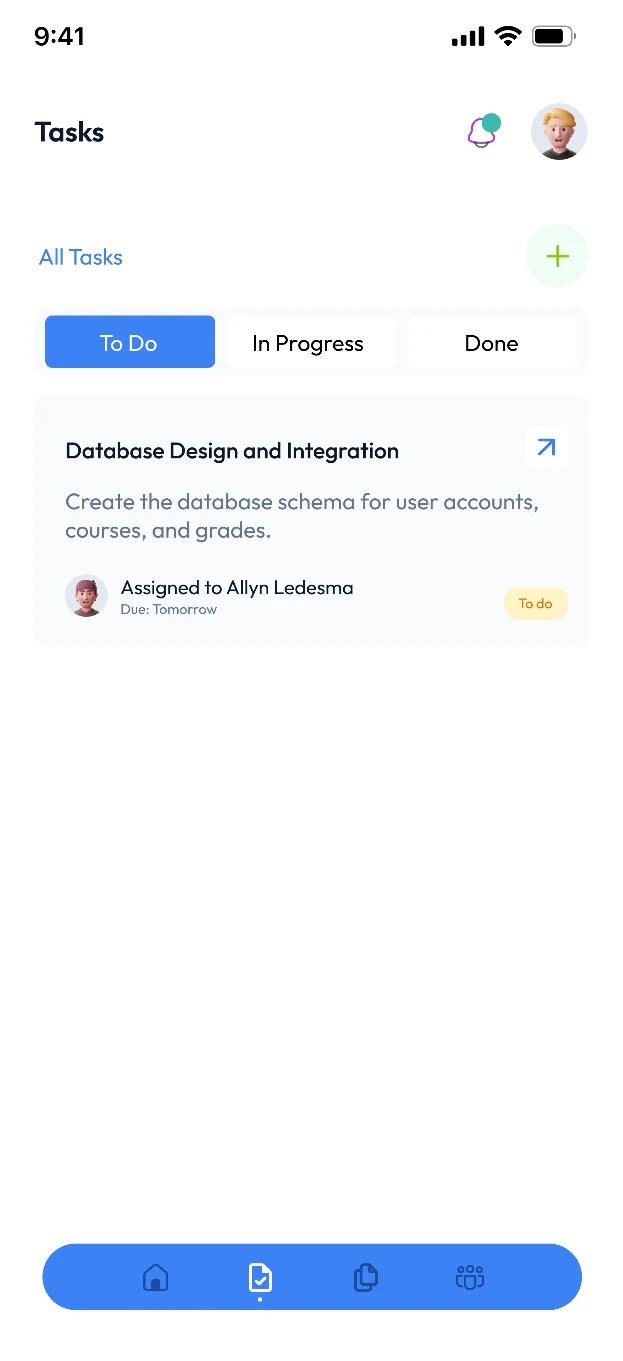 9:41
Tasks
All Tasks
To Do
In Progress
Done
Database Design and Integration
Create the database schema for user accounts,
courses, and grades.
Assigned to Allyn Ledesma
Due: Tomorrow
To do